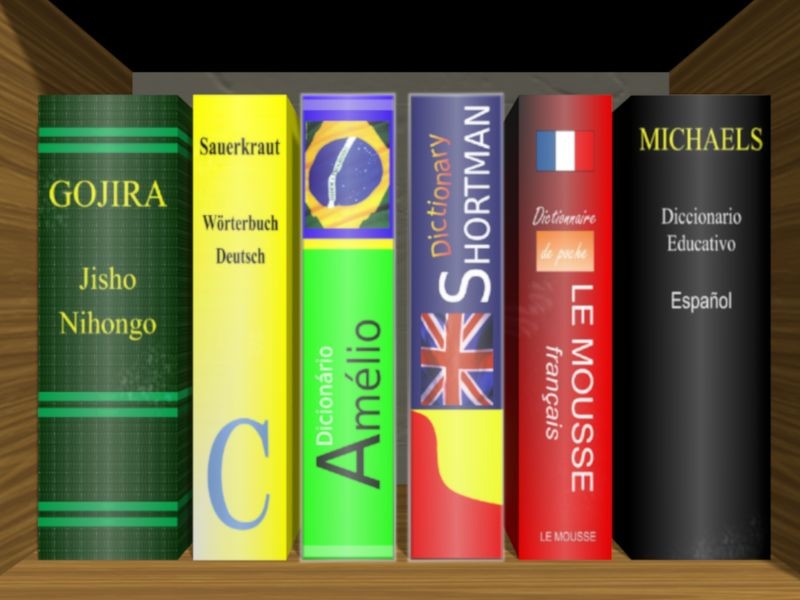 GOJIRA
Jisho
Nihongo
Sauerkraut
Wörterbuch
Deutsch
C
Dicionário
Amélio
Dictionary
SHORTMAN
Dictionnaire
de poche
LE MOUSSE
français
LE MOUSSE
MICHAELS
Diccionario
Educativo
Español